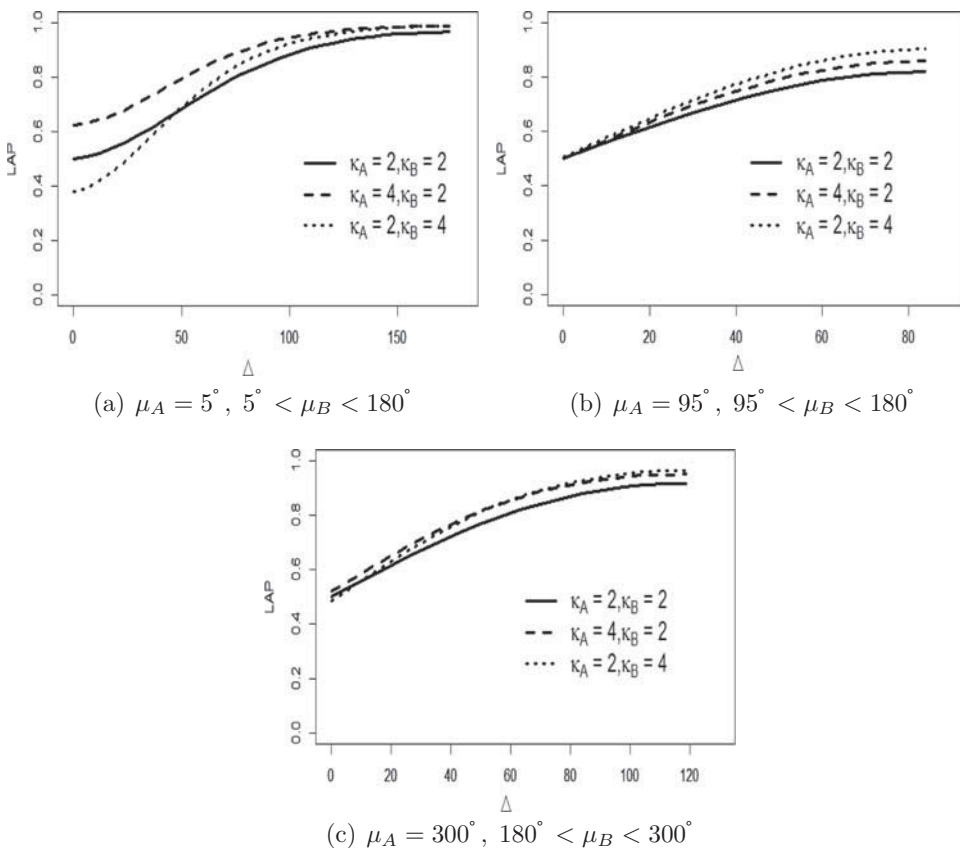 1.0
0.8
0.6
0.4
0.2
0.0
LAP
κA = 2,κB = 2
κA = 4,κB = 2
κA = 2,κB = 4
0 50 100 150
Δ
(a) μA = 5°, 5° < μB < 180°
1.0
0.8
0.6
0.4
0.2
0.0
LAP
κA = 2,κB = 2
κA = 4,κB = 2
κA = 2,κB = 4
0 20 40 60 80
Δ
(b) μA = 95°, 95° < μB < 180°
1.0
0.8
0.6
0.4
0.2
0.0
LAP
κA = 2,κB = 2
κA = 4,κB = 2
κA = 2,κB = 4
0 20 40 60 80 100 120
Δ
(c) μA = 300°, 180° < μB < 300°